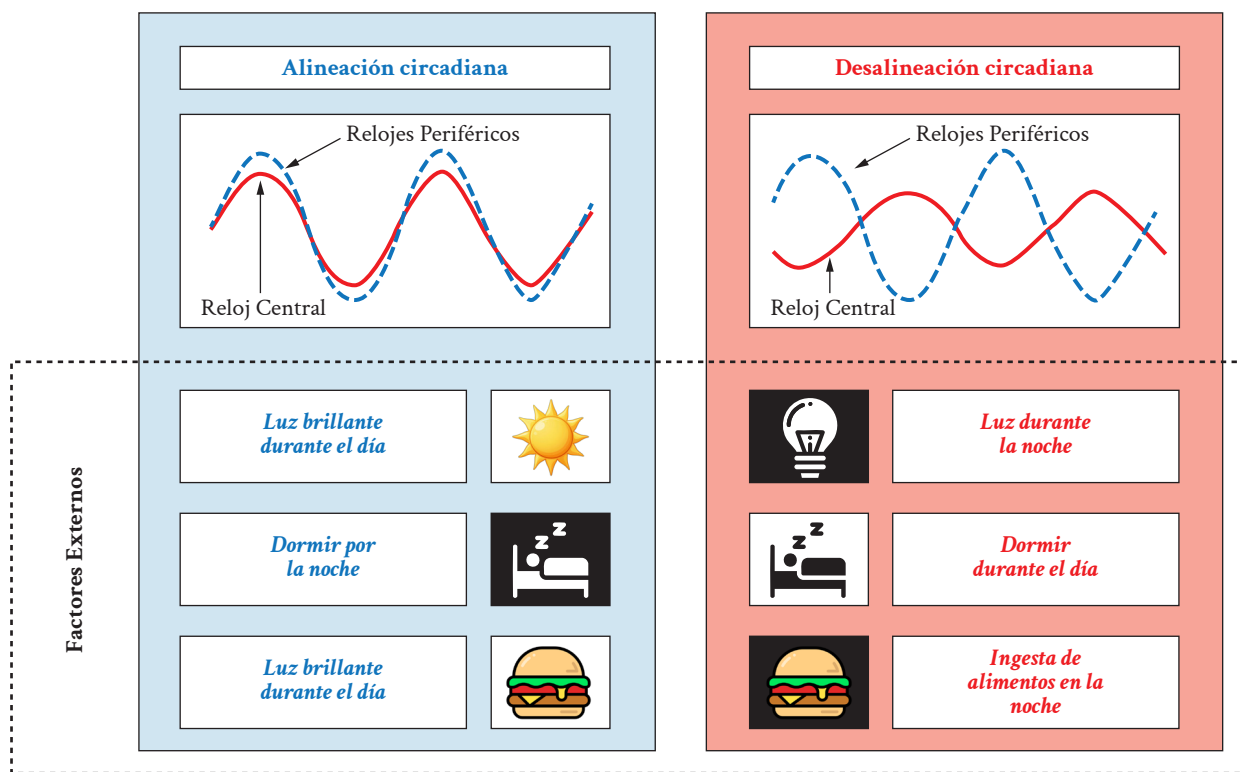 Alineación circadiana
Relojes Periféricos
Reloj Central
Desalineación circadiana
Relojes Periféricos
Reloj Central
Factores Externos
Luz brillante
durante el día
Dormir por
la noche
z z
Luz brillante
durante el día
Luz durante
la noche
z z
Dormir
durante el día
Ingesta de
alimentos en la
noche